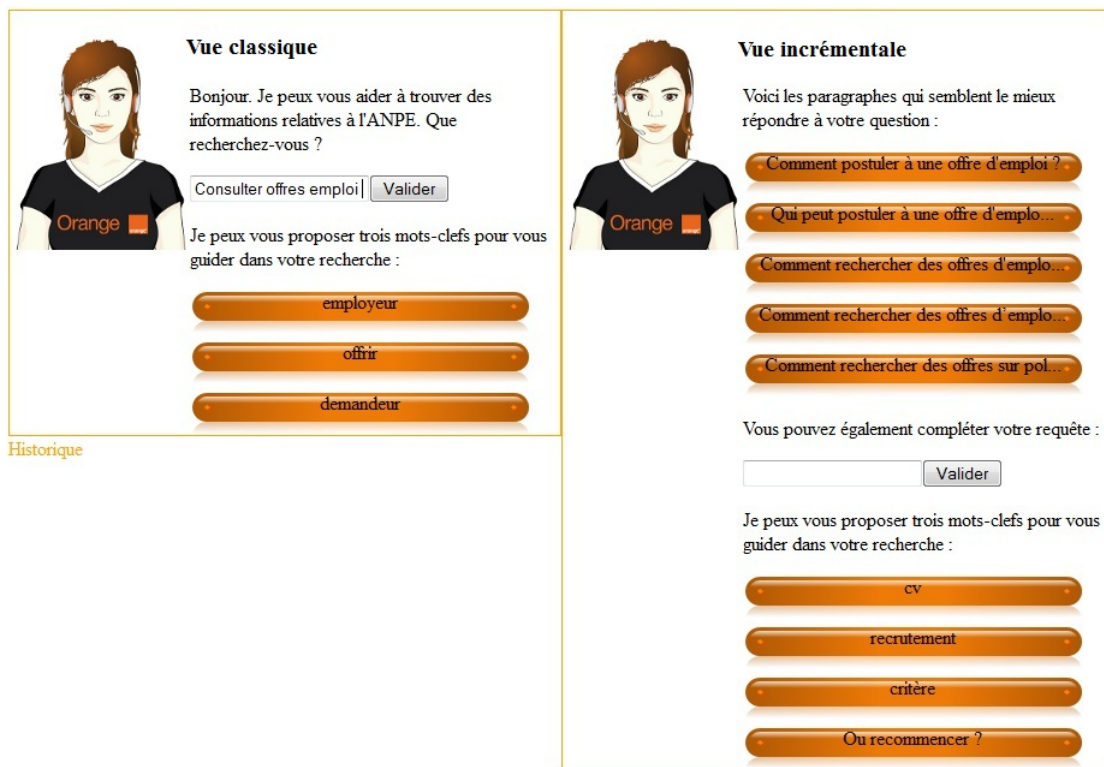 Vue classique
Bonjour. Je peux vous aider à trouver des
informations relatives à l'ANPE. Que
recherchez-vous ?
Consulter offres emploi
Valider
Je peux vous proposer trois mots-clefs pour vous
guider dans votre recherche :
employeur
offrir
demandeur
Orange
Historique
Vue incrémentale
Voici les paragraphes qui semblent le mieux
répondre à votre question :
Comment postuler à une offre d'emploi ?
Qui peut postuler à une offre d'emplo...
Comment rechercher des offres d'emplo...
Comment rechercher des offres d’emplo...
Comment rechercher des offres sur pol...
Orange
Vous pouvez également compléter votre requête :
Valider
Je peux vous proposer trois mots-clefs pour vous
guider dans votre recherche :
cv
recrutement
critère
Ou recommencer ?